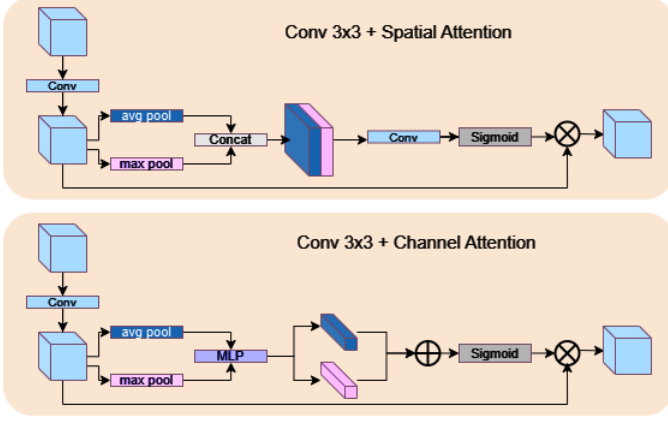 Conv 3x3 + Spatial Attention
Conv
avg pool
max pool
Concat
Conv
Sigmoid
Conv 3x3 + Channel Attention
Conv
avg pool
max pool
MLP
Sigmoid